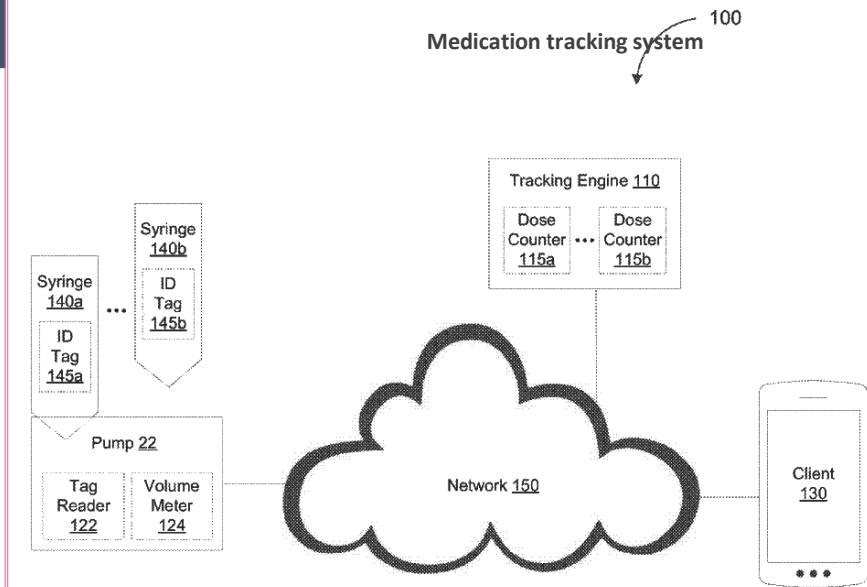 100
Medication tracking system
Tracking Engine 110
Dose
Counter
115a
...
Dose
Counter
115b
Syringe
140b
ID
Tag
145b
...
Syringe
140a
ID
Tag
145a
Pump 22
Tag
Reader
122
Volume
Meter
124
Network 150
Client
130